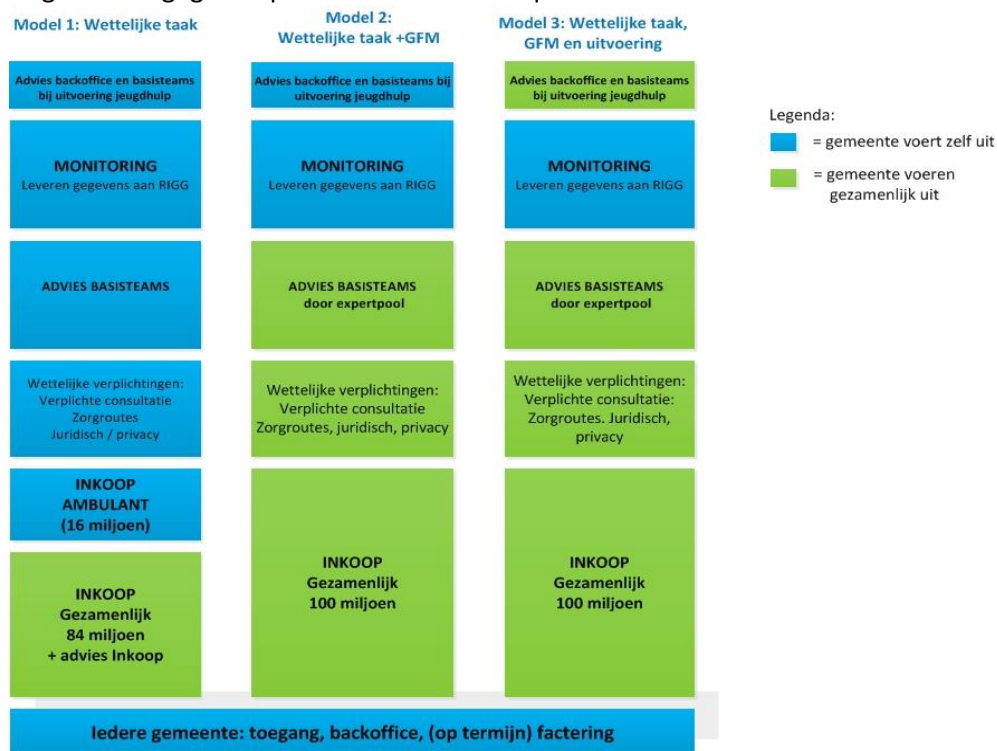 Model 1: Wettelijke taak
Advies backoffice en basisteams
bij uitvoering jeugdhulp
MONITORING
Leveren gegevens aan RIGG
ADVIES BASISTEAMS
Wettelijke verplichtingen:
Verplichte consultatie
Zorgroutes
Juridisch / privacy
INKOOP
AMBULANT
(16 miljoen)
INKOOP
Gezamenlijk
84 miljoen
+ advies Inkoop
Model 2:
Wettelijke taak +GFM
Advies backoffice en basisteams bij
uitvoering jeugdhulp
MONITORING
Leveren gegevens aan RIGG
ADVIES BASISTEAMS
door expertpool
Wettelijke verplichtingen:
Verplichte consultatie
Zorgroutes, juridisch, privacy
INKOOP
Gezamenlijk
100 miljoen
Model 3: Wettelijke taak,
GFM en uitvoering
Advies backoffice en basisteams
bij uitvoering jeugdhulp
MONITORING
Leveren gegevens aan RIGG
ADVIES BASISTEAMS
door expertpool
Wettelijke verplichtingen:
Verplichte consultatie:
Zorgroutes. Juridisch,
privacy
INKOOP
Gezamenlijk
100 miljoen
Legenda:
= gemeente voert zelf uit
= gemeente voeren
gezamenlijk uit
Iedere gemeente: toegang, backoffice, (op termijn) factering